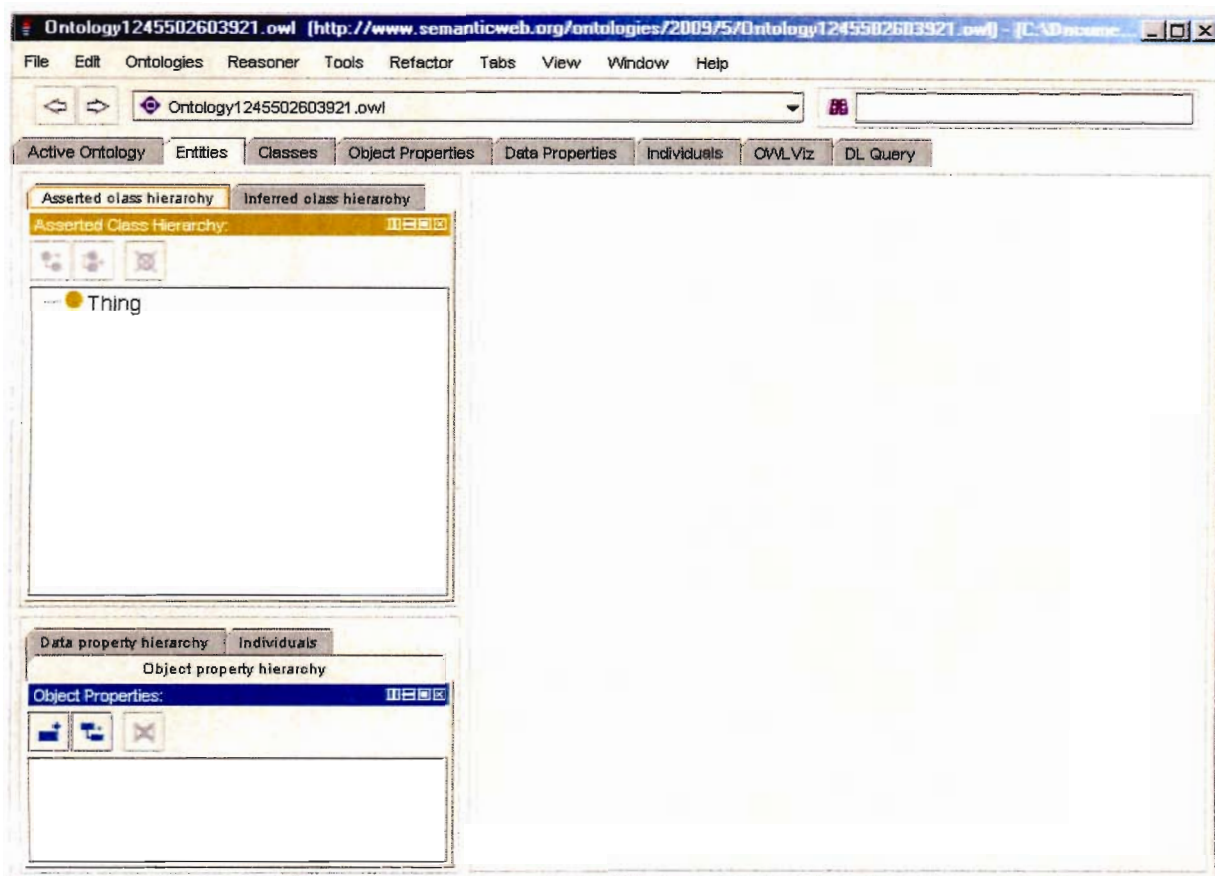 Ontology1245502603921.owl (http://www.semanticweb.org/ontologies/2009/5/Ontology1245502603921.owl) - [C:\Docume...
File Edit Ontologies Reasoner Tools Refactor Tabs View Window Help
Ontology1245502603921.owl
Active Ontology Entities Classes Object Properties Data Properties Individuals OWLViz DL Query
Asserted class hierarchy Inferred class hierarchy
Asserted Class Hierarchy:
Thing
Data property hierarchy Individuals
Object property hierarchy
Object Properties: